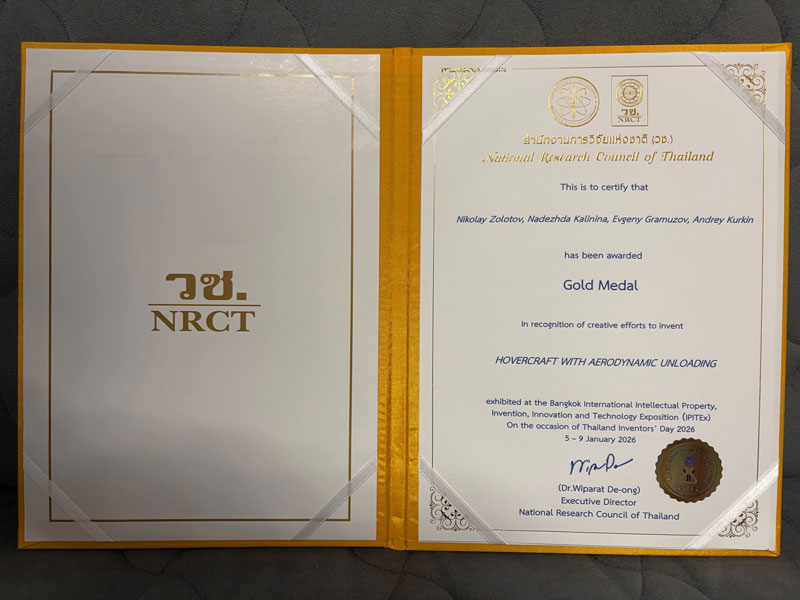 วช.
NRCT
วช.
NRCT
สำนักงานการวิจัยแห่งชาติ (วช.)
National Research Council of Thailand
This is to certify that
Nikolay Zolotov, Nadezhda Kalinina, Evgeny Gramuzov, Andrey Kurkin
has been awarded
Gold Medal
In recognition of creative efforts to invent
HOVERCRAFT WITH AERODYNAMIC UNLOADING
exhibited at the Bangkok International Intellectual Property,
Invention, Innovation and Technology Exposition (IPITEx)
On the occasion of Thailand Inventors' Day 2026
5 – 9 January 2026
(Dr.Wiparat De-ong)
Executive Director
National Research Council of Thailand